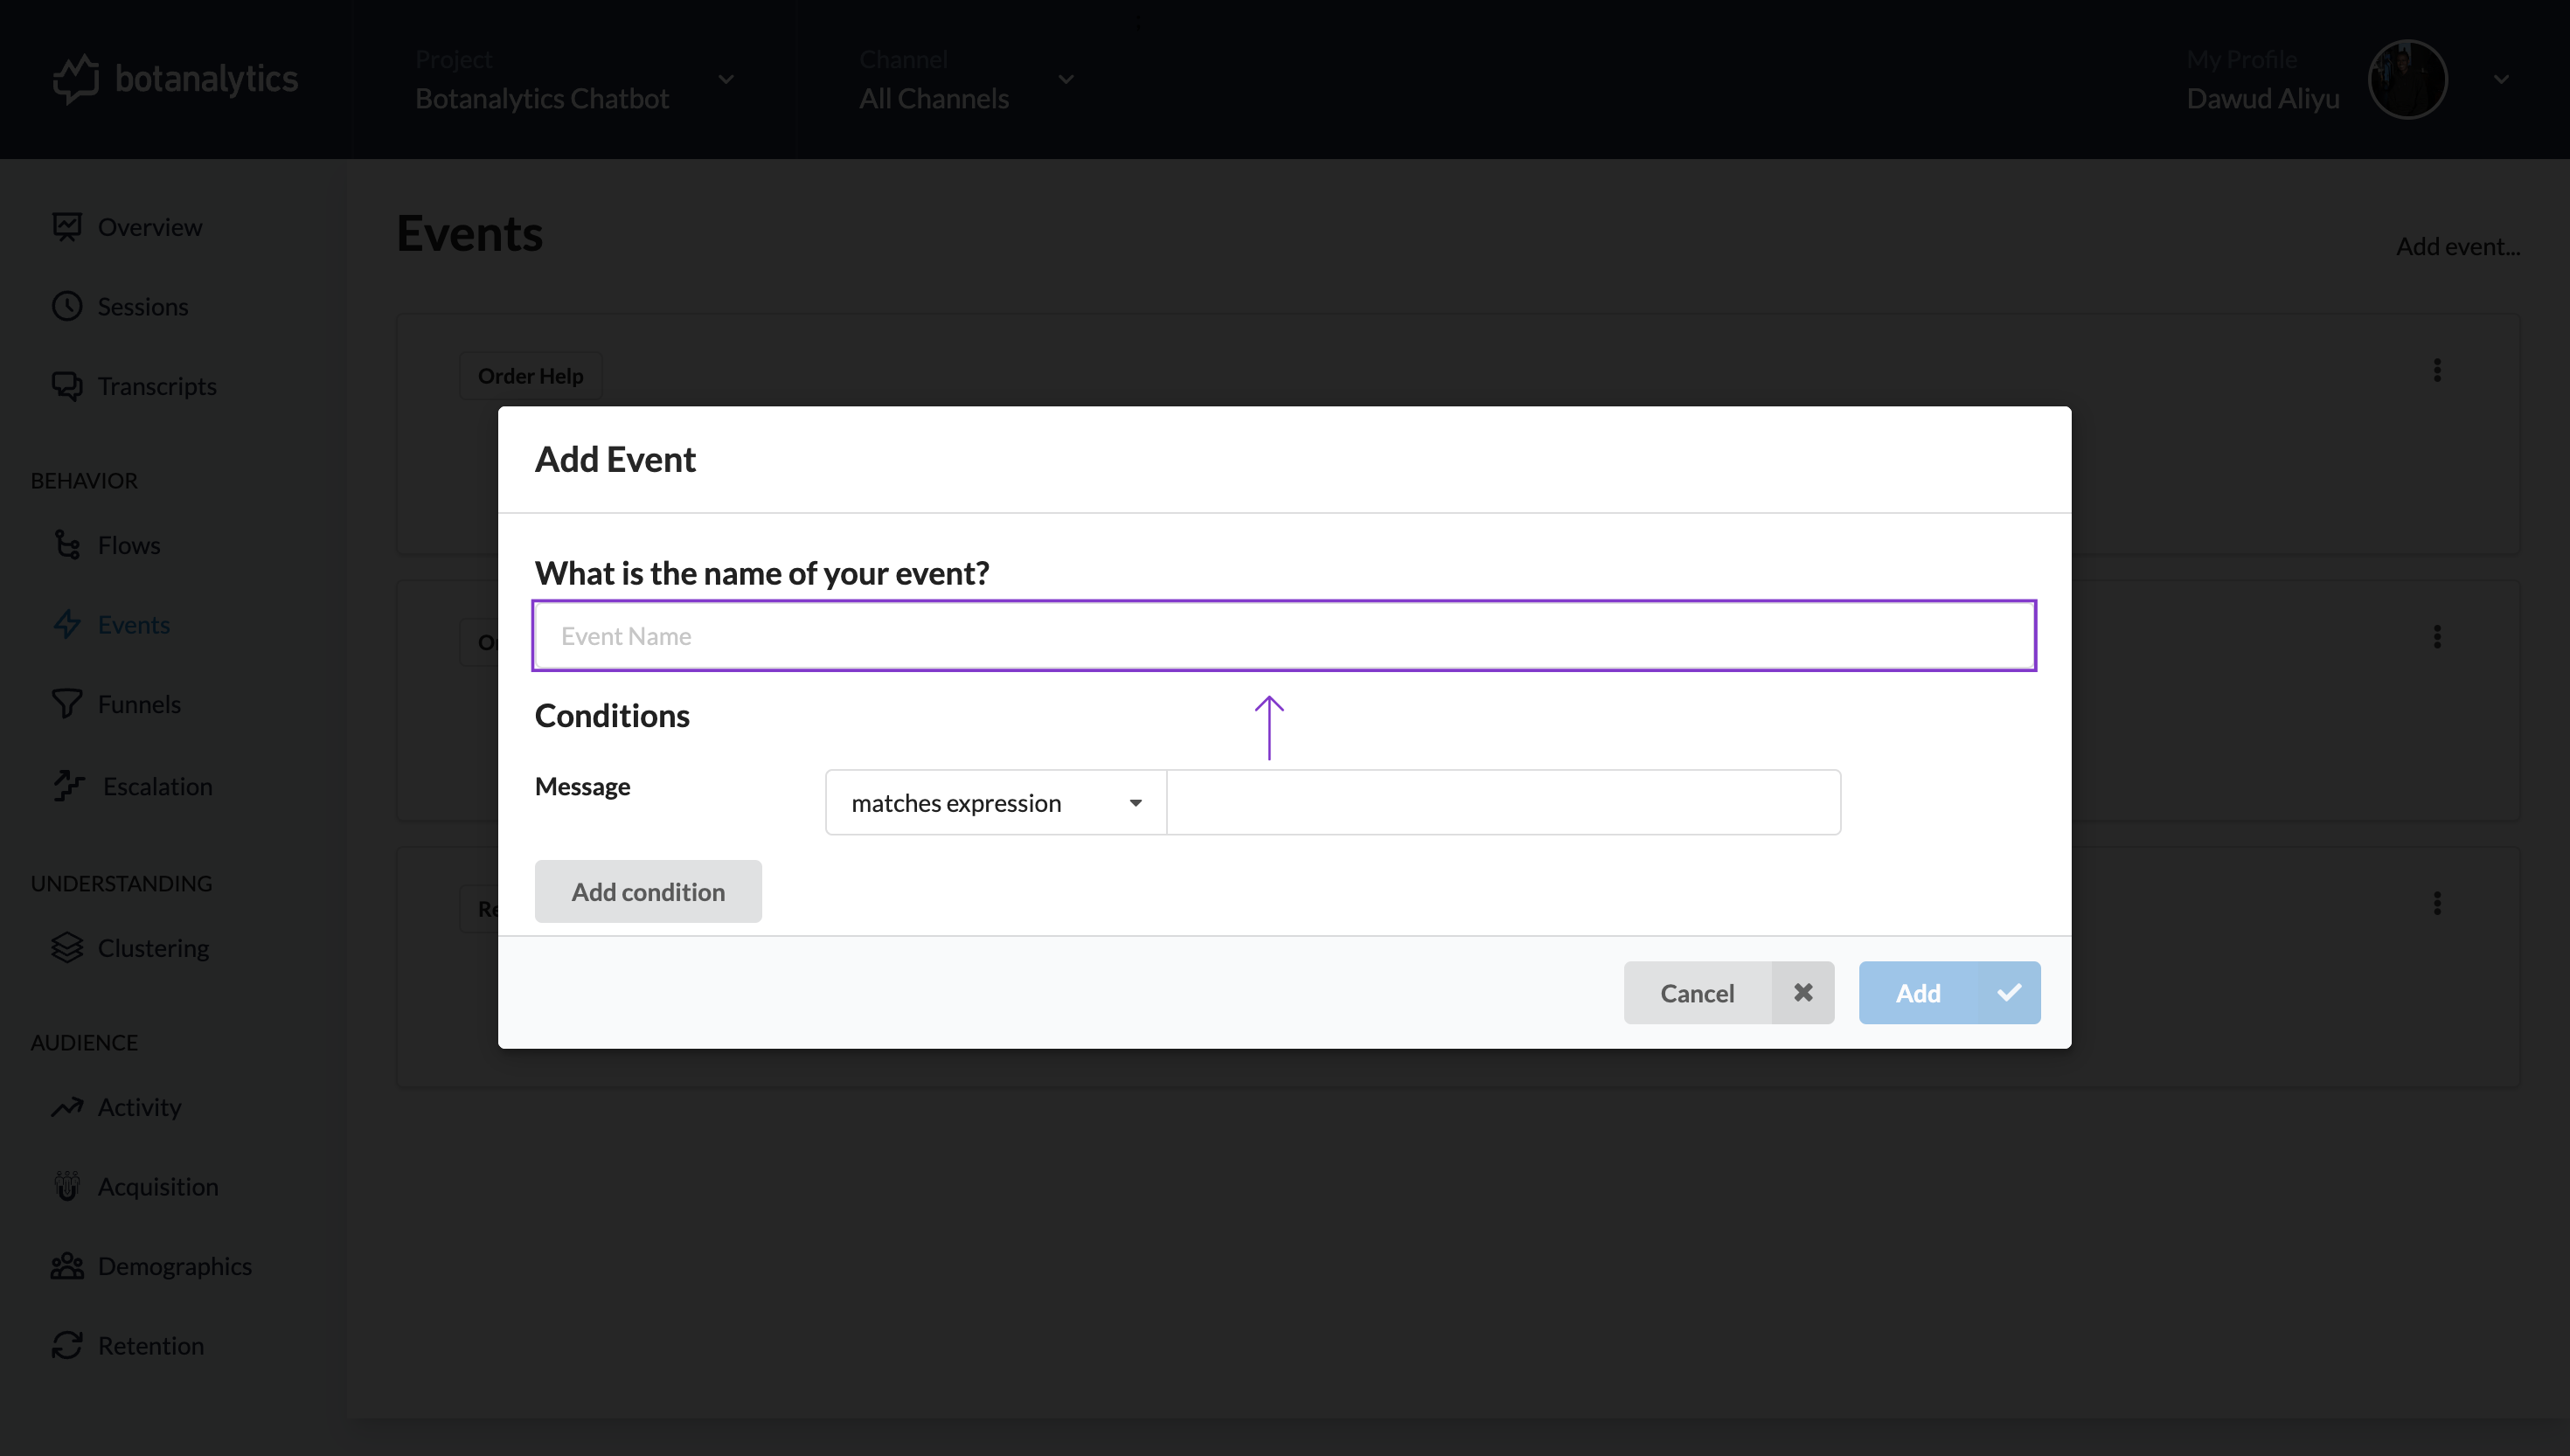 botanalytics
Project
Botanalytics Chatbot
Channel
All Channels
My Profile
Dawud Aliyu
Overview
Sessions
Transcripts
BEHAVIOR
Flows
Events
Funnels
Escalation
UNDERSTANDING
Clustering
AUDIENCE
Activity
Acquisition
Demographics
Retention
Events
Add event...
Order Help
Add Event
What is the name of your event?
Event Name
Conditions
Message
matches expression
Add condition
Cancel
Add